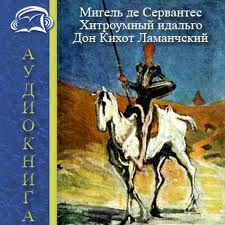 Мигель де Сервантес
Хитроумный идальго
Дон Кихот Ламанчский
АУДИОКНИГА